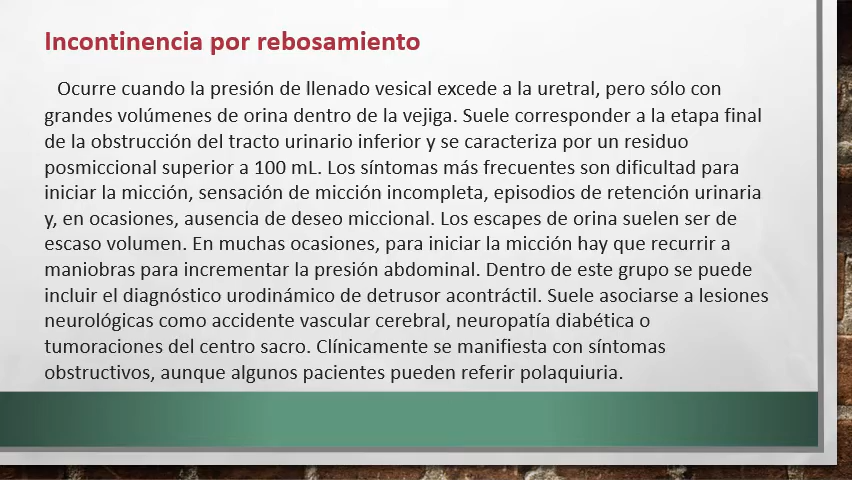 Incontinencia por rebosamiento
Ocurre cuando la presión de llenado vesical excede a la uretral, pero sólo con
grandes volúmenes de orina dentro de la vejiga. Suele corresponder a la etapa final
de la obstrucción del tracto urinario inferior y se caracteriza por un residuo
posmiccional superior a 100 mL. Los síntomas más frecuentes son dificultad para
iniciar la micción, sensación de micción incompleta, episodios de retención urinaria
y, en ocasiones, ausencia de deseo miccional. Los escapes de orina suelen ser de
escaso volumen. En muchas ocasiones, para iniciar la micción hay que recurrir a
maniobras para incrementar la presión abdominal. Dentro de este grupo se puede
incluir el diagnóstico urodinámico de detrusor acontráctil. Suele asociarse a lesiones
neurológicas como accidente vascular cerebral, neuropatía diabética o
tumoraciones del centro sacro. Clínicamente se manifiesta con síntomas
obstructivos, aunque algunos pacientes pueden referir polaquiuria.